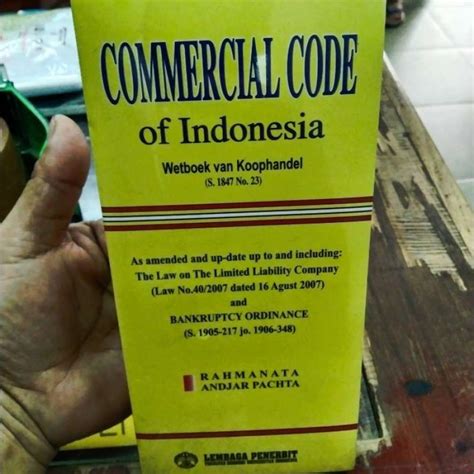 COMMERCIAL CODE
of Indonesia
Wetboek van Koophandel
(S. 1847 No. 23)
As amended and up-date up to and including:
The Law on The Limited Liability Company
(Law No.40/2007 dated 16 Agust 2007)
and
BANKRUPTCY ORDINANCE
(S. 1905-217 jo. 1906-348)
RAHMANATA
ANDJAR PACHTA
LEMBAGA PENERBIT